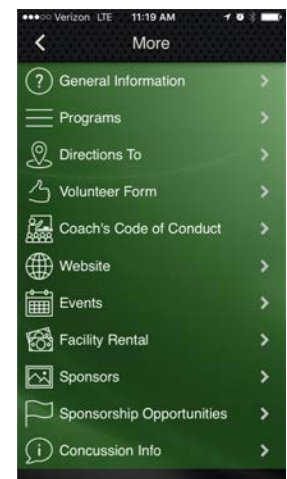 Verizon LTE 11:19 AM
More
General Information
Programs
Directions To
Volunteer Form
Coach's Code of Conduct
Website
Events
Facility Rental
Sponsors
Sponsorship Opportunities
Concussion Info